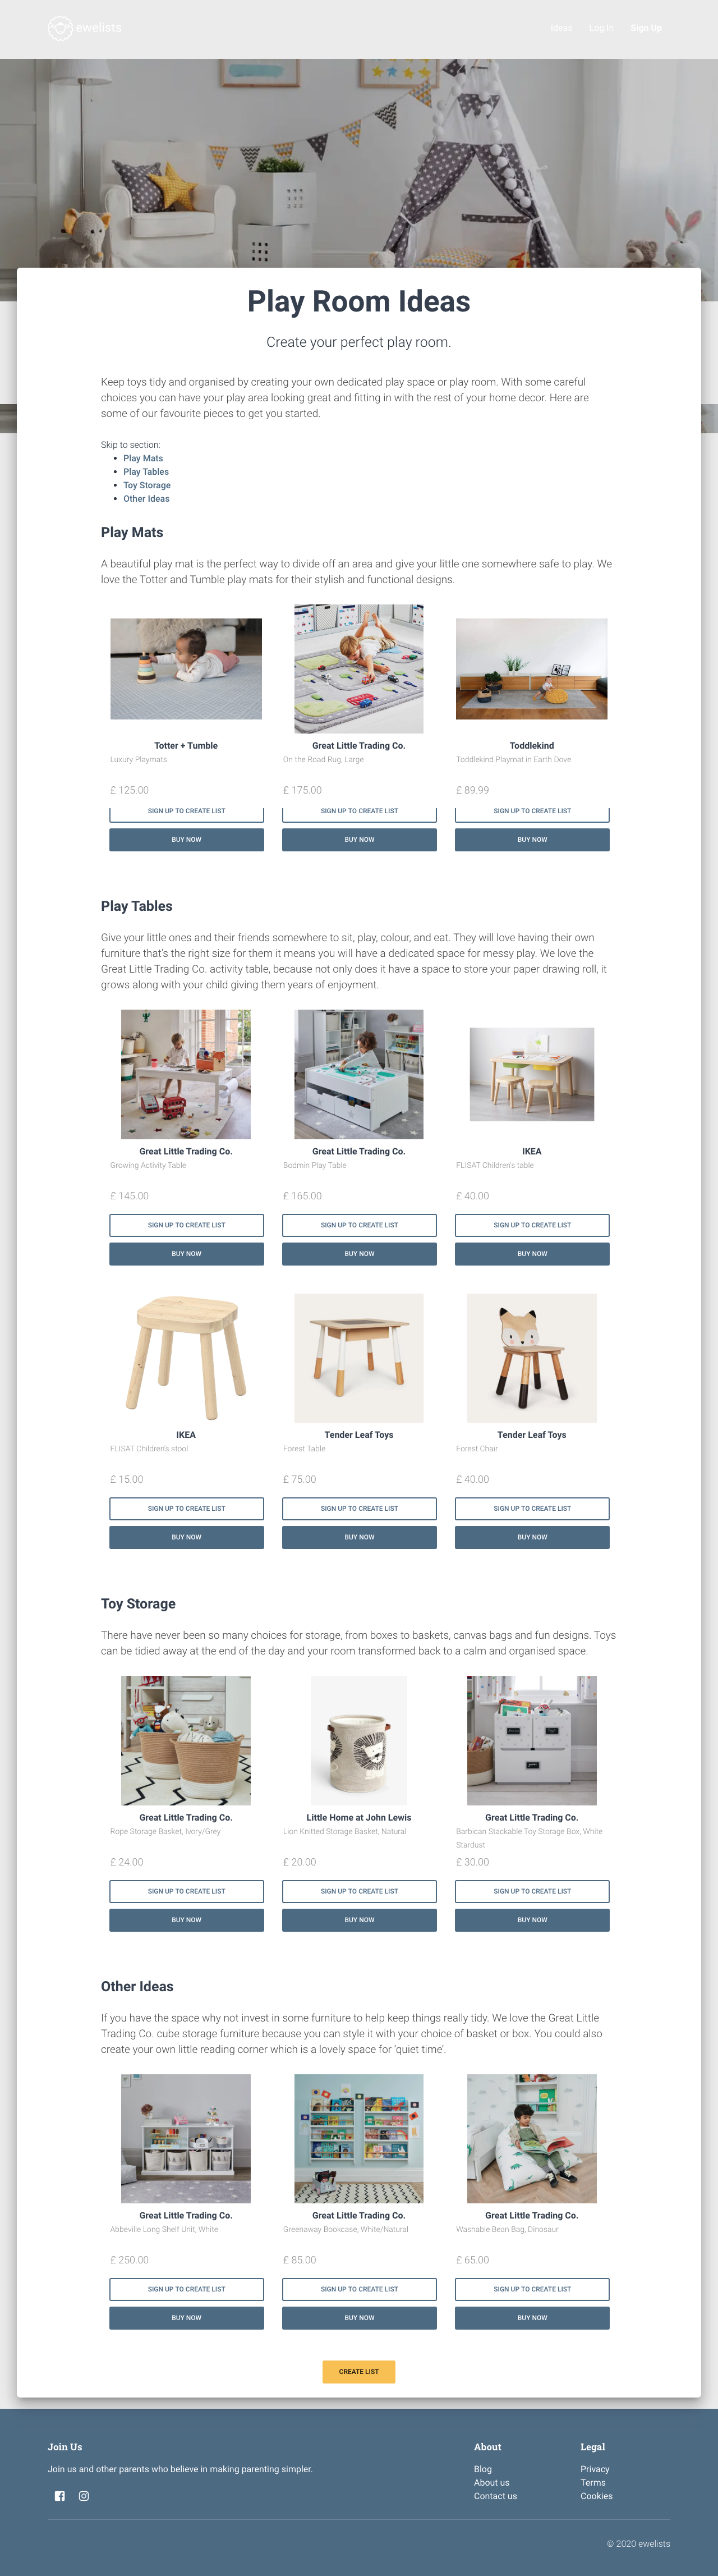 ewelists
Ideas Log In Sign Up
Play Room Ideas
Create your perfect play room.
Keep toys tidy and organised by creating your own dedicated play space or play room. With some careful
choices you can have your play area looking great and fitting in with the rest of your home decor. Here are
some of our favourite pieces to get you started.
Skip to section:
Play Mats
Play Tables
Toy Storage
Other Ideas
Play Mats
A beautiful play mat is the perfect way to divide off an area and give your little one somewhere safe to play. We
love the Totter and Tumble play mats for their stylish and functional designs.
Totter + Tumble
Luxury Playmats
£ 125.00
SIGN UP TO CREATE LIST
BUY NOW
Great Little Trading Co.
On the Road Rug, Large
£ 175.00
SIGN UP TO CREATE LIST
BUY NOW
Toddlekind
Toddlekind Playmat in Earth Dove
£ 89.99
SIGN UP TO CREATE LIST
BUY NOW
Play Tables
Give your little ones and their friends somewhere to sit, play, colour, and eat. They will love having their own
furniture that's the right size for them it means you will have a dedicated space for messy play. We love the
Great Little Trading Co. activity table, because not only does it have a space to store your paper drawing roll, it
grows along with your child giving them years of enjoyment.
Great Little Trading Co.
Growing Activity Table
£ 145.00
SIGN UP TO CREATE LIST
BUY NOW
Great Little Trading Co.
Bodmin Play Table
£ 165.00
SIGN UP TO CREATE LIST
BUY NOW
IKEA
FLISAT Children's table
£ 40.00
SIGN UP TO CREATE LIST
BUY NOW
IKEA
FLISAT Children's stool
£ 15.00
SIGN UP TO CREATE LIST
BUY NOW
Tender Leaf Toys
Forest Table
£ 75.00
SIGN UP TO CREATE LIST
BUY NOW
Tender Leaf Toys
Forest Chair
£ 40.00
SIGN UP TO CREATE LIST
BUY NOW
Toy Storage
There have never been so many choices for storage, from boxes to baskets, canvas bags and fun designs. Toys
can be tidied away at the end of the day and your room transformed back to a calm and organised space.
Great Little Trading Co.
Rope Storage Basket, Ivory/Grey
£ 24.00
SIGN UP TO CREATE LIST
BUY NOW
Little Home at John Lewis
Lion Knitted Storage Basket, Natural
£ 20.00
SIGN UP TO CREATE LIST
BUY NOW
Great Little Trading Co.
Barbican Stackable Toy Storage Box, White
Stardust
£ 30.00
SIGN UP TO CREATE LIST
BUY NOW
Other Ideas
If you have the space why not invest in some furniture to help keep things really tidy. We love the Great Little
Trading Co. cube storage furniture because you can style it with your choice of basket or box. You could also
create your own little reading corner which is a lovely space for 'quiet time'.
Great Little Trading Co.
Abbeville Long Shelf Unit, White
£ 250.00
SIGN UP TO CREATE LIST
BUY NOW
Great Little Trading Co.
Greenaway Bookcase, White/Natural
£ 85.00
SIGN UP TO CREATE LIST
BUY NOW
Great Little Trading Co.
Washable Bean Bag, Dinosaur
£ 65.00
SIGN UP TO CREATE LIST
BUY NOW
CREATE LIST
Join Us
Join us and other parents who believe in making parenting simpler.
About
Blog
About us
Contact us
Legal
Privacy
Terms
Cookies
© 2020 ewelists